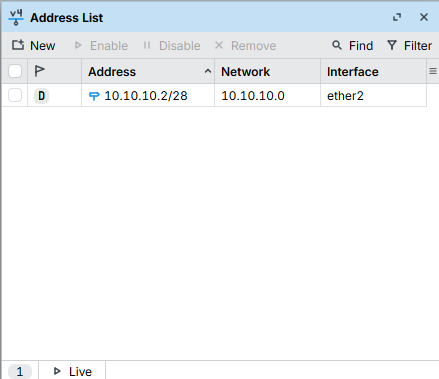 v4 Address List
New Enable Disable Remove Find Filter
Address Network Interface
D 10.10.10.2/28 10.10.10.0 ether2
1 Live